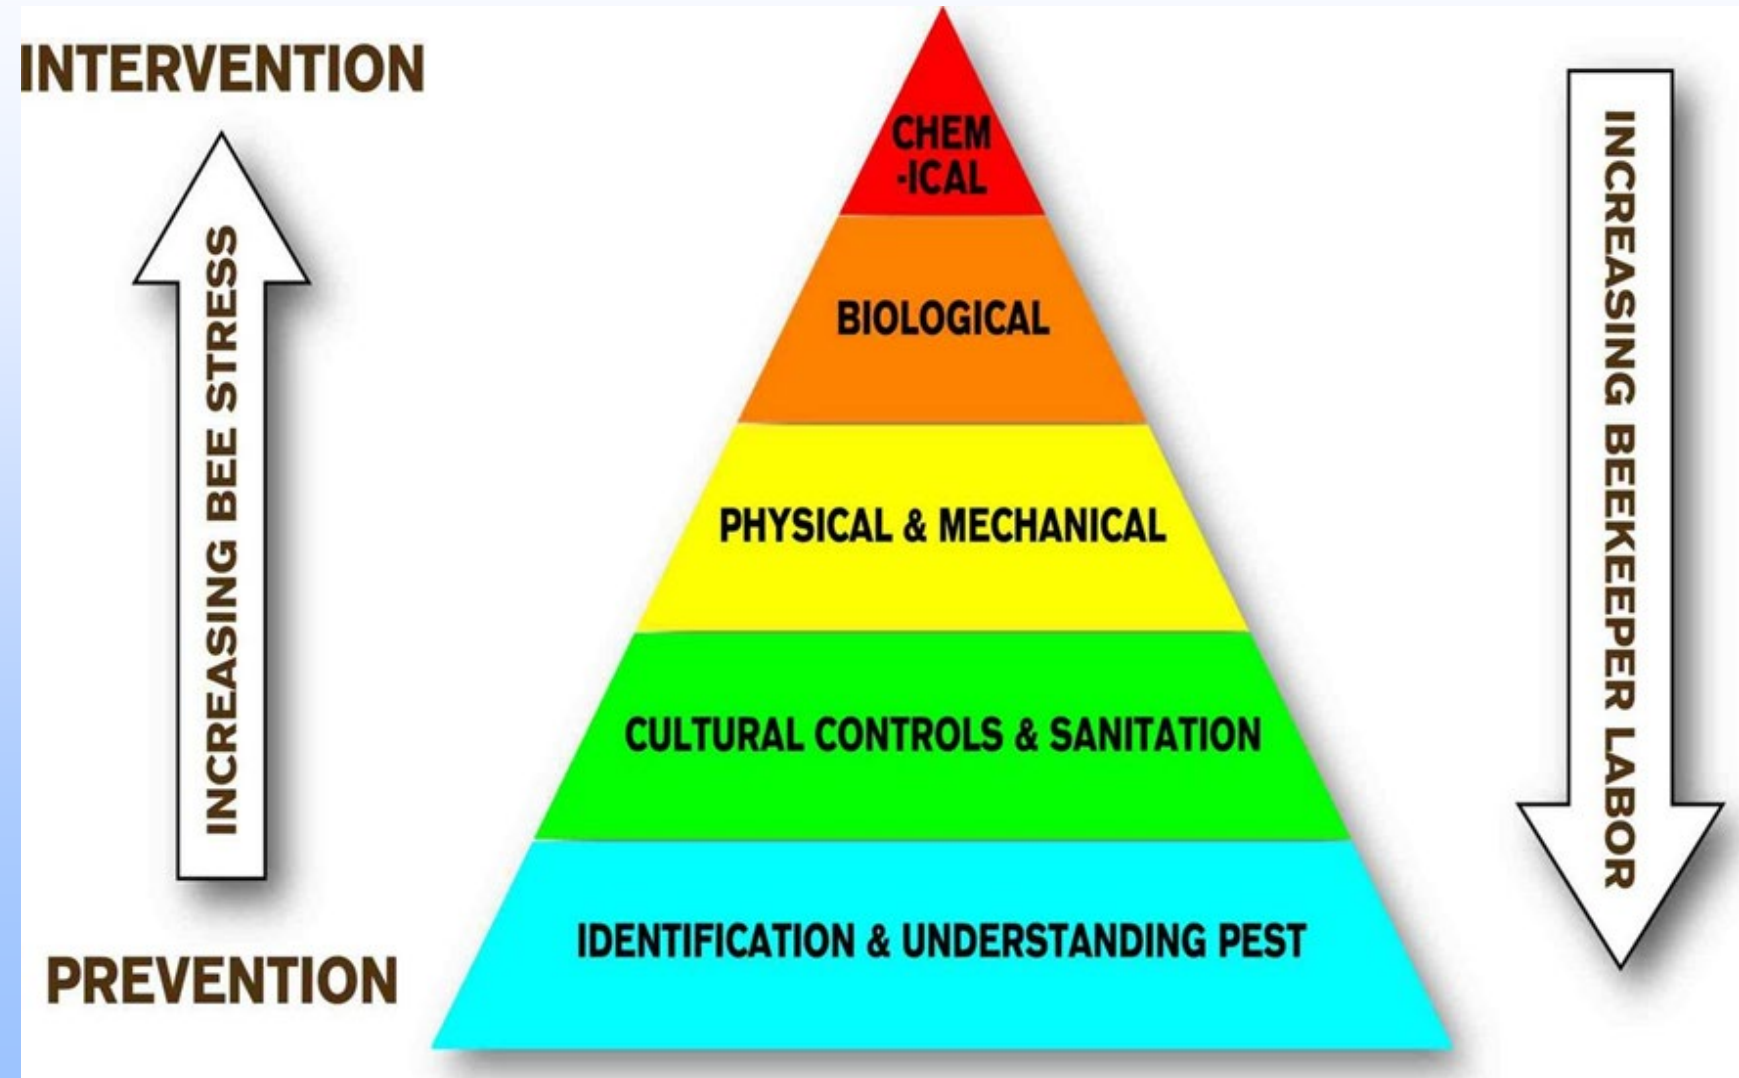 INTERVENTION
INCREASING BEE STRESS
PREVENTION
CHEM
-ICAL
BIOLOGICAL
PHYSICAL & MECHANICAL
CULTURAL CONTROLS & SANITATION
IDENTIFICATION & UNDERSTANDING PEST
INCREASING BEEKEEPER LABOR